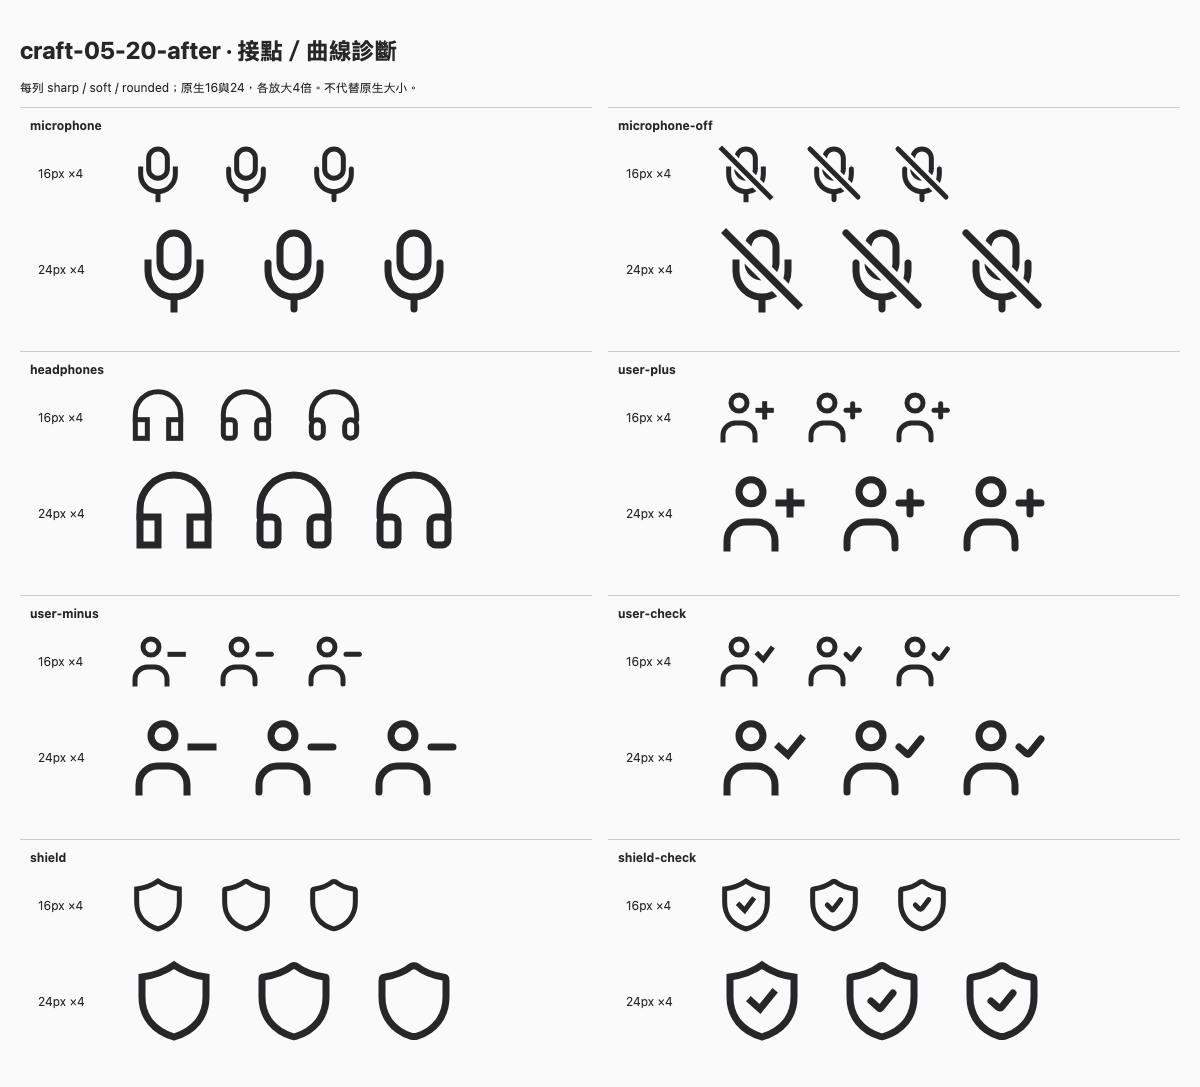 craft-05-20-after · 接點 / 曲線診斷
每列 sharp / soft / rounded；原生16與24，各放大4倍。不代替原生大小。
microphone
16px ×4
24px ×4
microphone-off
16px ×4
24px ×4
headphones
16px ×4
24px ×4
user-plus
16px ×4
24px ×4
user-minus
16px ×4
24px ×4
user-check
16px ×4
24px ×4
shield
16px ×4
24px ×4
shield-check
16px ×4
24px ×4